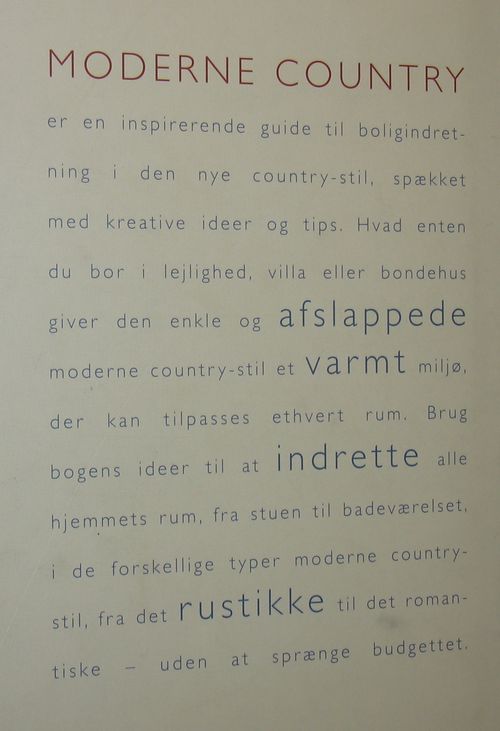 MODERNE COUNTRY
er en inspirerende guide til boligindret-
ning i den nye country-stil, spækket
med kreative ideer og tips. Hvad enten
du bor i lejlighed, villa eller bondehus
giver den enkle og afslappede
moderne country-stil et varmt miljø,
der kan tilpasses ethvert rum. Brug
bogens ideer til at indrette alle
hjemmets rum, fra stuen til badeværelset,
i de forskellige typer moderne country-
stil, fra det rustikke til det roman-
tiske – uden at sprænge budgettet.